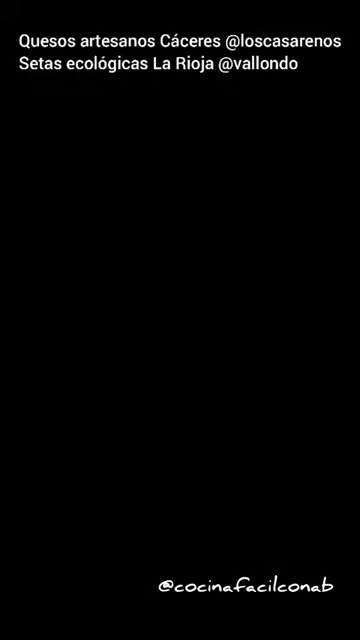 Quesos artesanos Cáceres @loscasarenos
Setas ecológicas La Rioja @vallondo
@cocinafacilconab